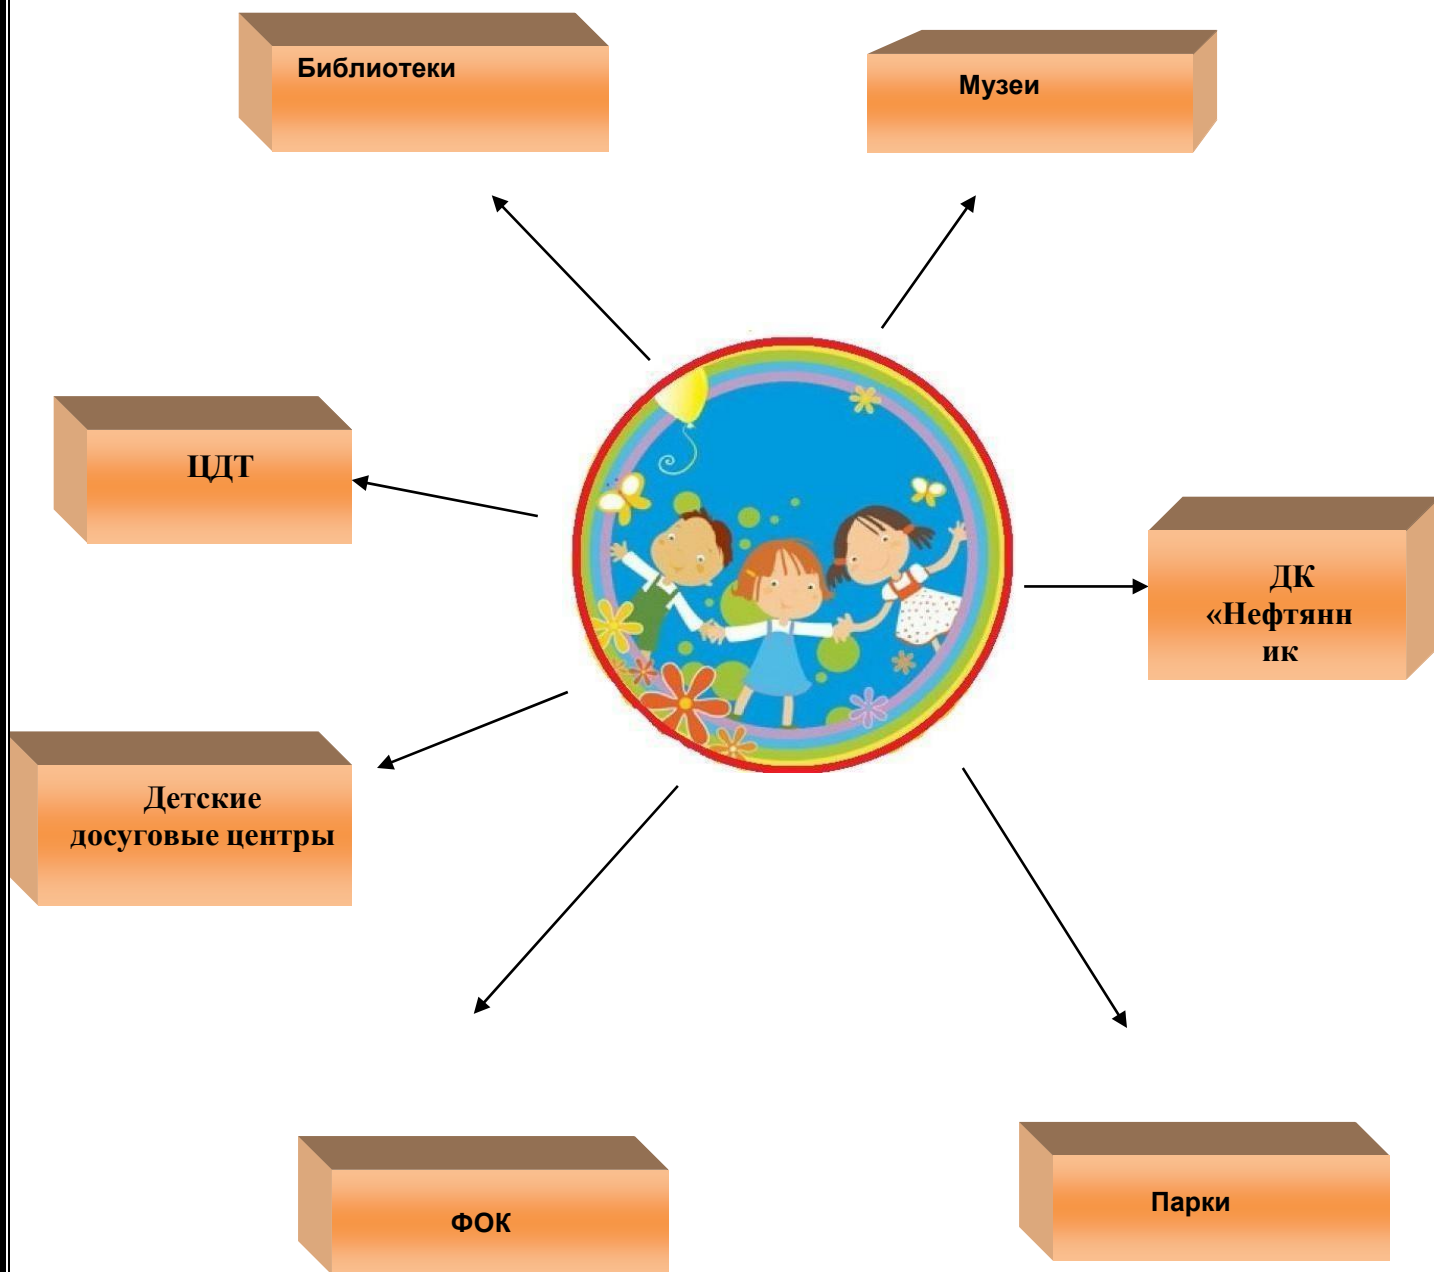 Библиотеки
Музеи
ЦДТ
ДК
«Нефтянн
ик
Детские
досуговые центры
ФОК
Парки